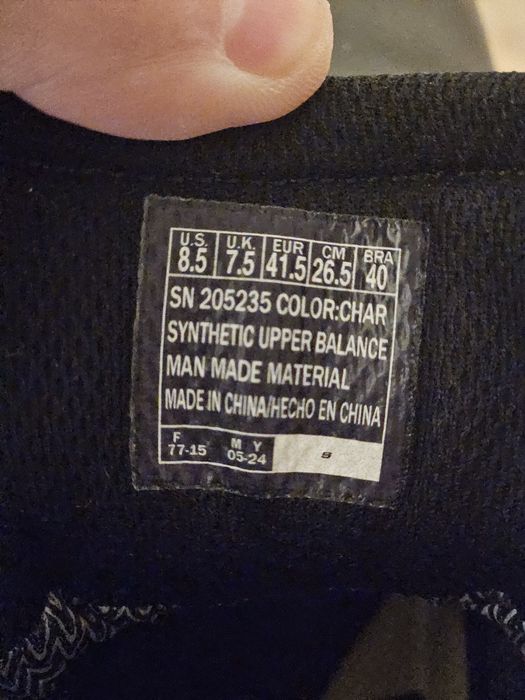 U.S. U.K. EUR CM BRA
8.5 7.5 41.5 26.5 40
SN 205235 COLOR:CHAR
SYNTHETIC UPPER BALANCE
MAN MADE MATERIAL
MADE IN CHINA/HECHO EN CHINA
F M Y
77-15 05-24 S